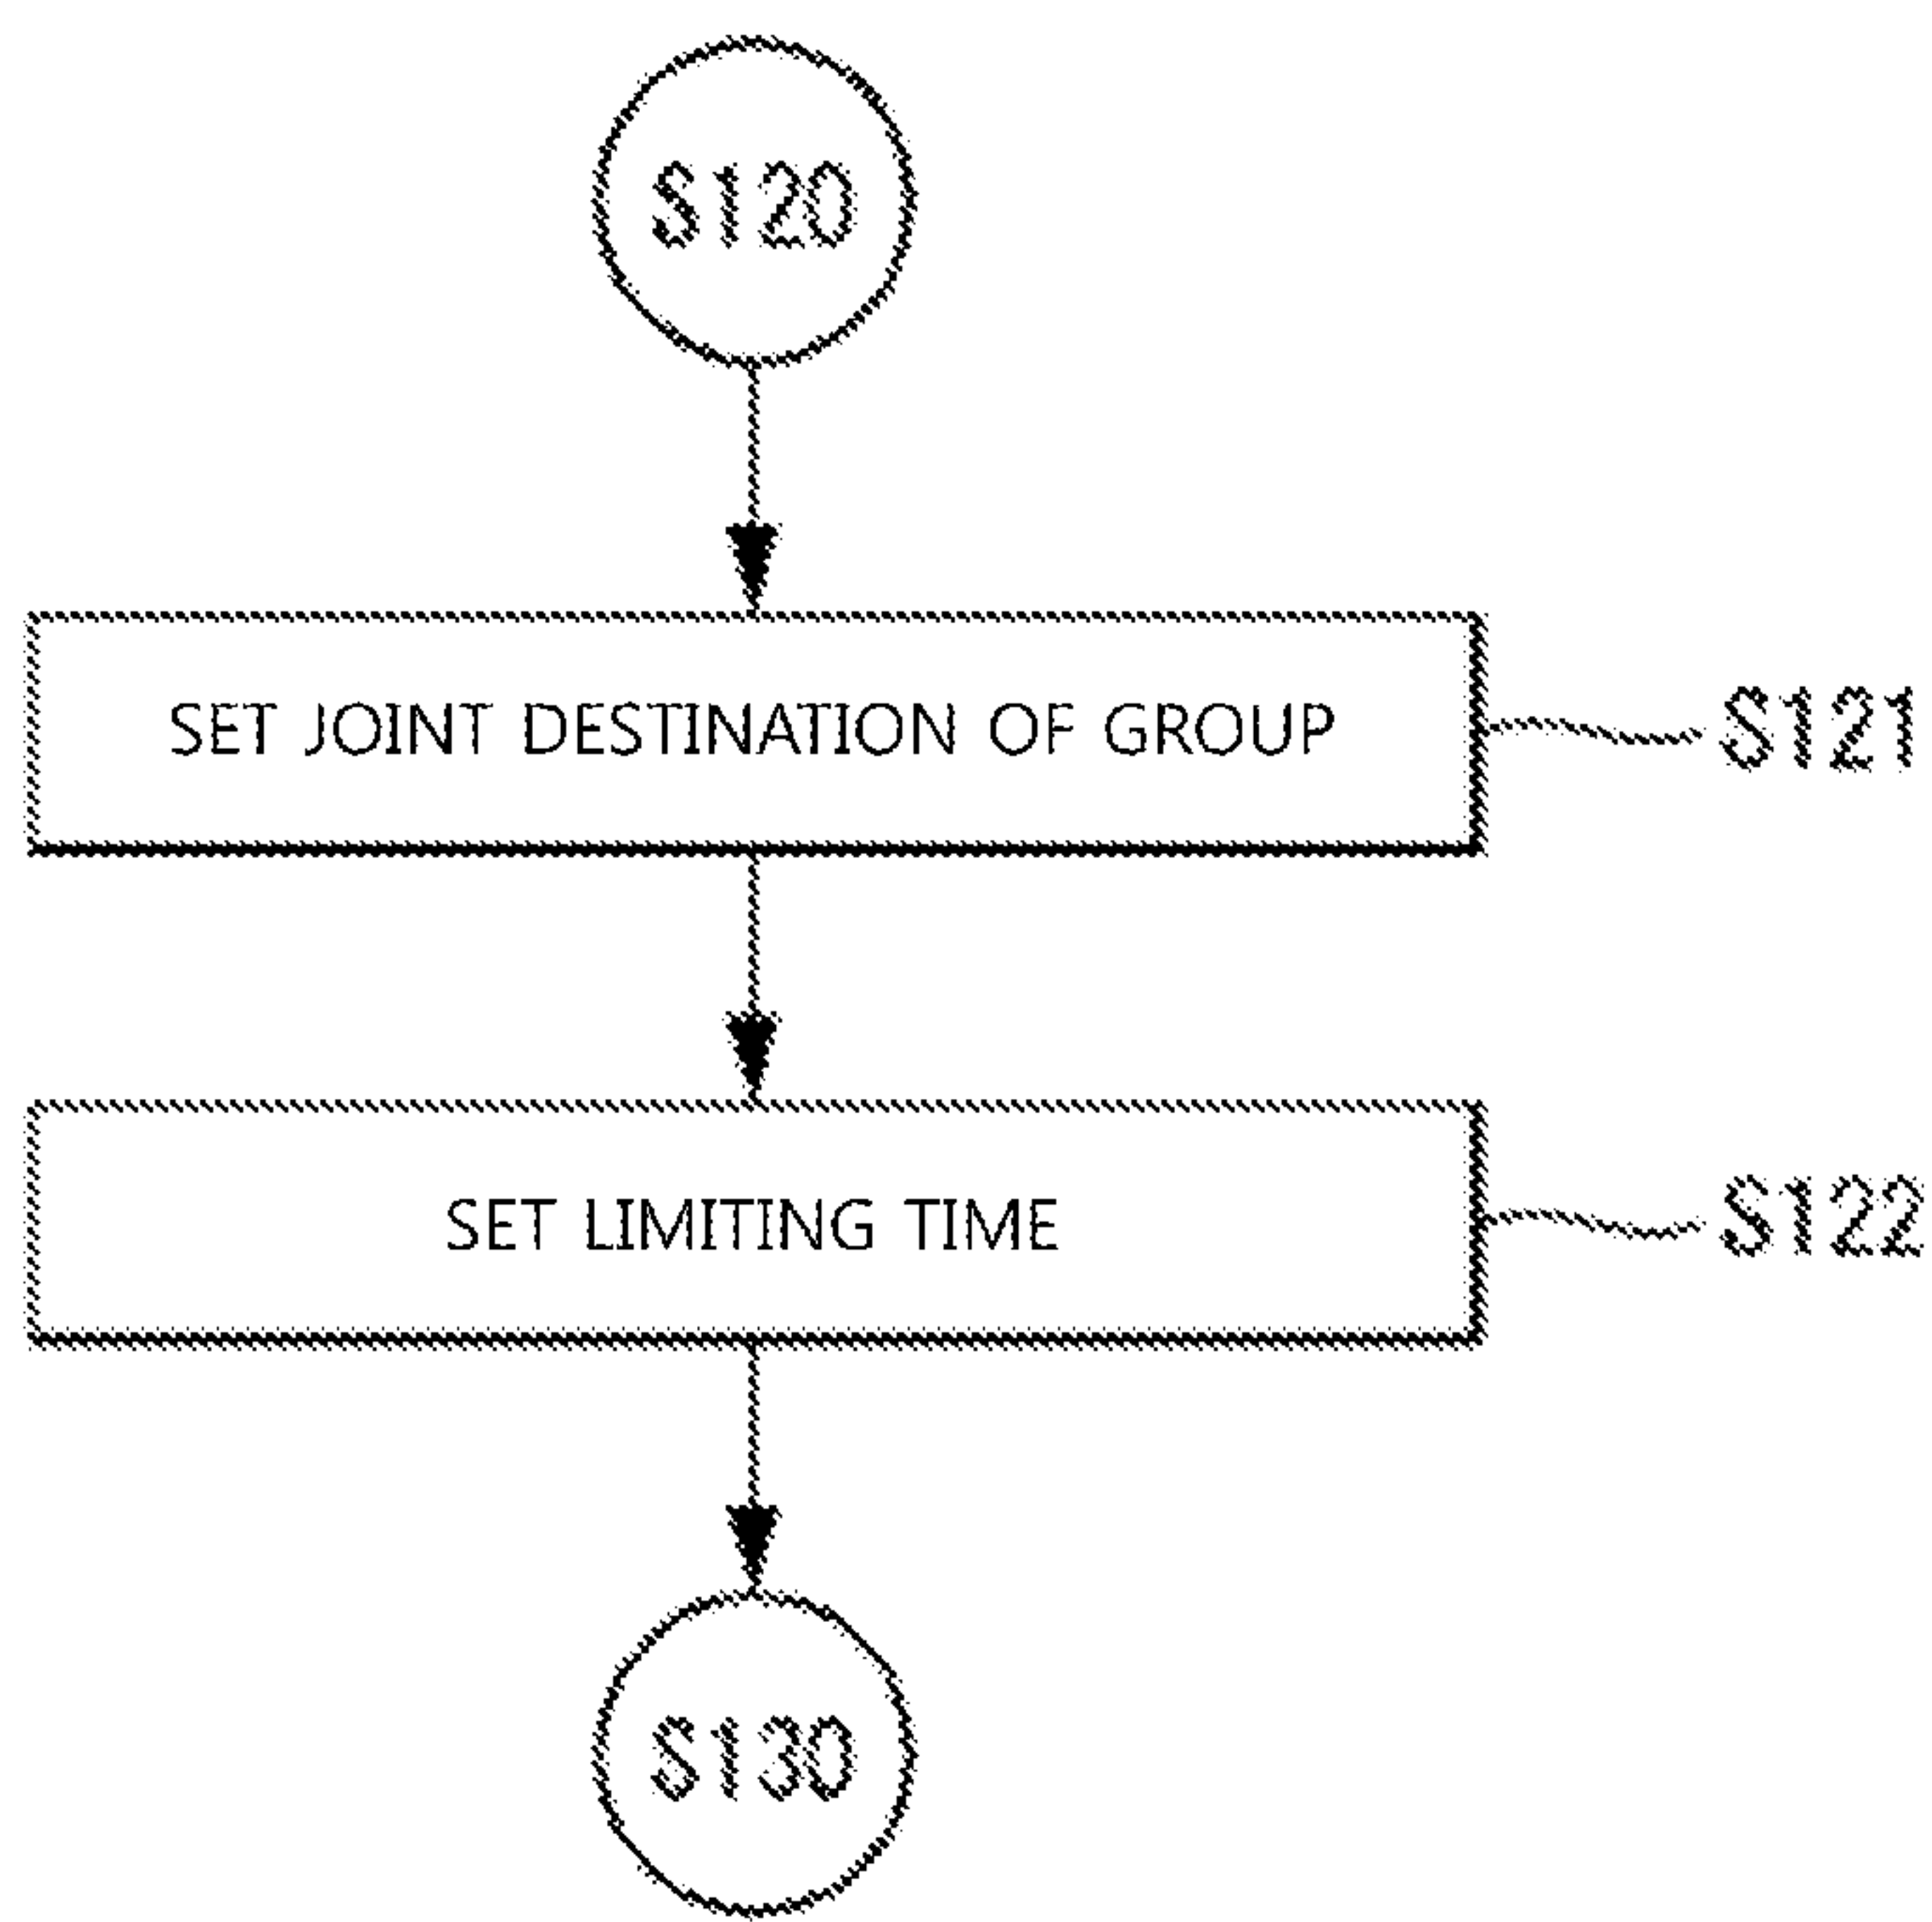 S120
SET JOINT DESTINATION OF GROUP
S121
SET LIMITING TIME
S122
S130